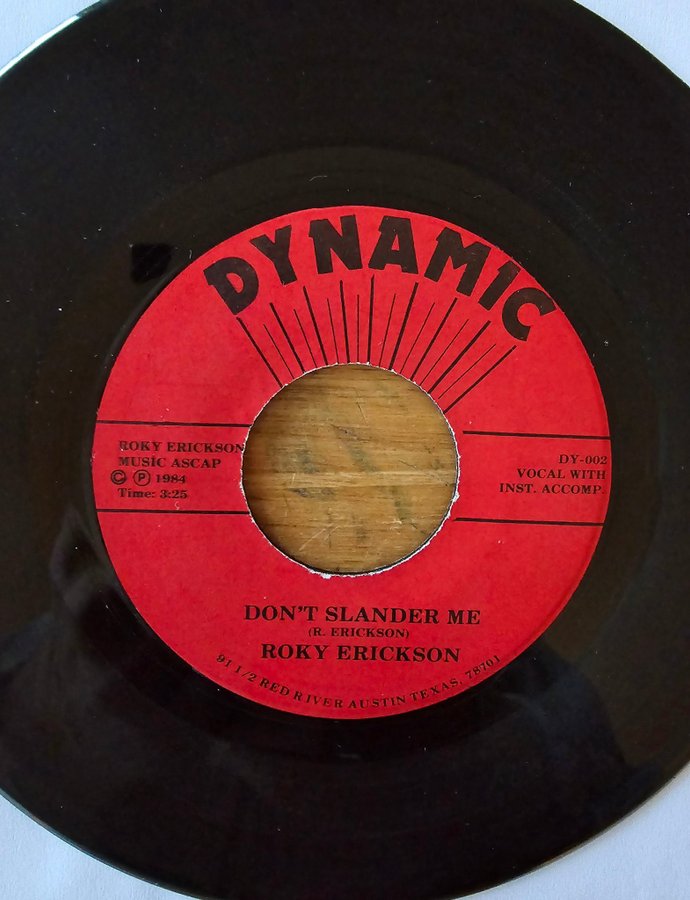 DYNAMIC
ROKY ERICKSON
MUSIC ASCAP
© ℗ 1984
Time: 3:25
DY-002
VOCAL WITH
INST. ACCOMP.
DON'T SLANDER ME
(R. ERICKSON)
ROKY ERICKSON
91 1/2 RED RIVER AUSTIN TEXAS, 78701